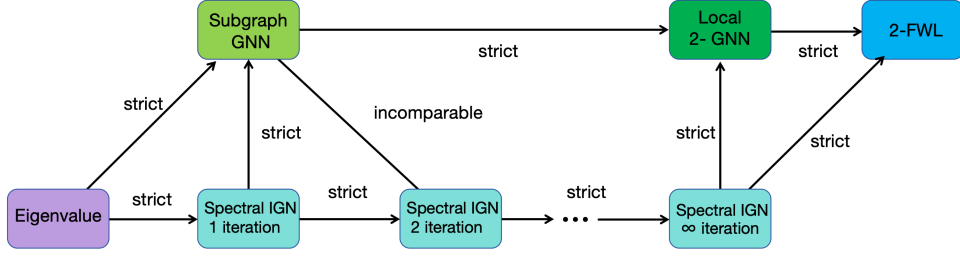 Subgraph
GNN
Local
2- GNN
2-FWL
strict
strict
strict
incomparable
strict
strict
strict
Eigenvalue
strict
Spectral IGN
1 iteration
strict
Spectral IGN
2 iteration
strict
...
Spectral IGN
∞ iteration